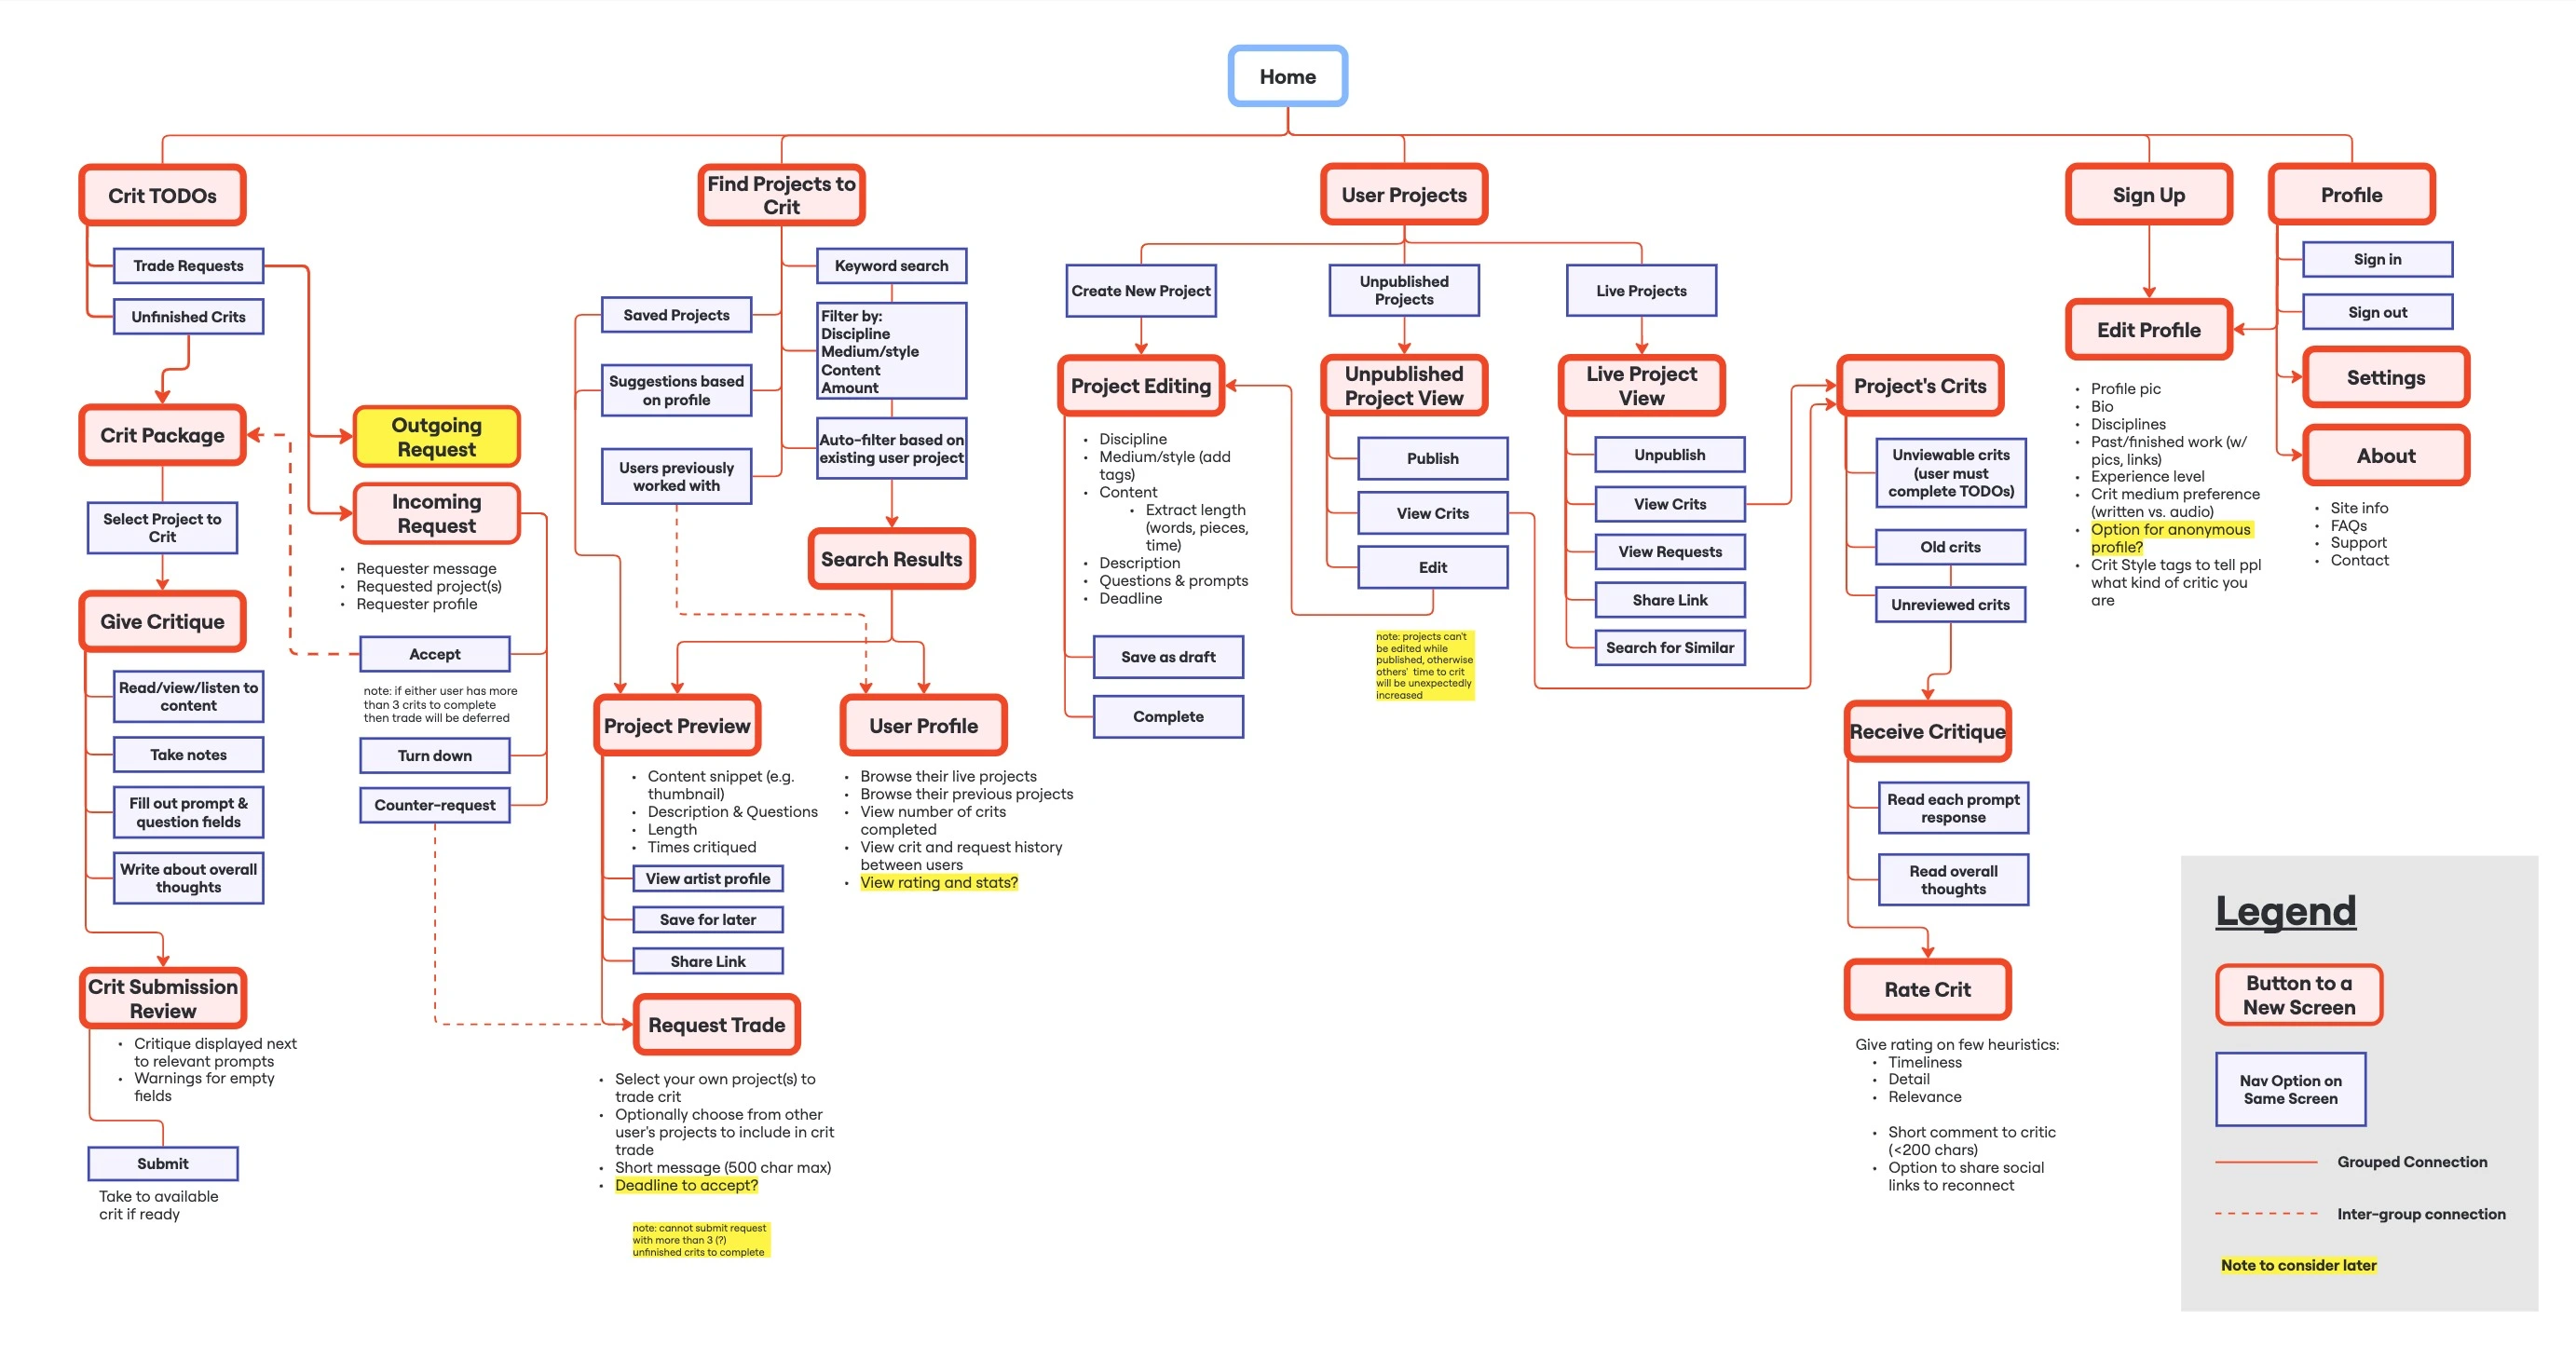 Home
Crit TODOs
Trade Requests
Unfinished Crits
Crit Package
Select Project to
Crit
Give Critique
Read/view/listen to
content
Take notes
Fill out prompt &
question fields
Write about overall
thoughts
Crit Submission
Review
• Critique displayed next
to relevant prompts
• Warnings for empty
fields
Submit
Take to available
crit if ready
Outgoing
Request
Incoming
Request
• Requester message
• Requested project(s)
• Requester profile
Accept
note: if either user has more
than 3 crits to complete
then trade will be deferred
Turn down
Counter-request
Find Projects to
Crit
Saved Projects
Suggestions based
on profile
Users previously
worked with
Keyword search
Filter by:
Discipline
Medium/style
Content
Amount
Auto-filter based on
existing user project
Search Results
Project Preview
• Content snippet (e.g.
thumbnail)
• Description & Questions
• Length
• Times critiqued
View artist profile
Save for later
Share Link
Request Trade
• Select your own project(s) to
trade crit
• Optionally choose from other
user's projects to include in crit
trade
• Short message (500 char max)
• Deadline to accept?
note: cannot submit request
with more than 3 (?)
unfinished crits to complete
User Profile
• Browse their live projects
• Browse their previous projects
• View number of crits
completed
• View crit and request history
between users
• View rating and stats?
User Projects
Create New Project
Project Editing
• Discipline
• Medium/style (add
tags)
• Content
• Extract length
(words, pieces,
time)
• Description
• Questions & prompts
• Deadline
Save as draft
Complete
Unpublished
Projects
Unpublished
Project View
Publish
View Crits
Edit
note: projects can't
be edited while
published, otherwise
others' time to crit
will be unexpectedly
increased
Live Projects
Live Project
View
Unpublish
View Crits
View Requests
Share Link
Search for Similar
Project's Crits
Unviewable crits
(user must
complete TODOs)
Old crits
Unreviewed crits
Receive Critique
Read each prompt
response
Read overall
thoughts
Rate Crit
Give rating on few heuristics:
• Timeliness
• Detail
• Relevance
• Short comment to critic
(<200 chars)
• Option to share social
links to reconnect
Sign Up
Edit Profile
• Profile pic
• Bio
• Disciplines
• Past/finished work (w/
pics, links)
• Experience level
• Crit medium preference
(written vs. audio)
• Option for anonymous
profile?
• Crit Style tags to tell ppl
what kind of critic you
are
Profile
Sign in
Sign out
Settings
About
• Site info
• FAQs
• Support
• Contact
Legend
Button to a
New Screen
Nav Option on
Same Screen
Grouped Connection
Inter-group connection
Note to consider later